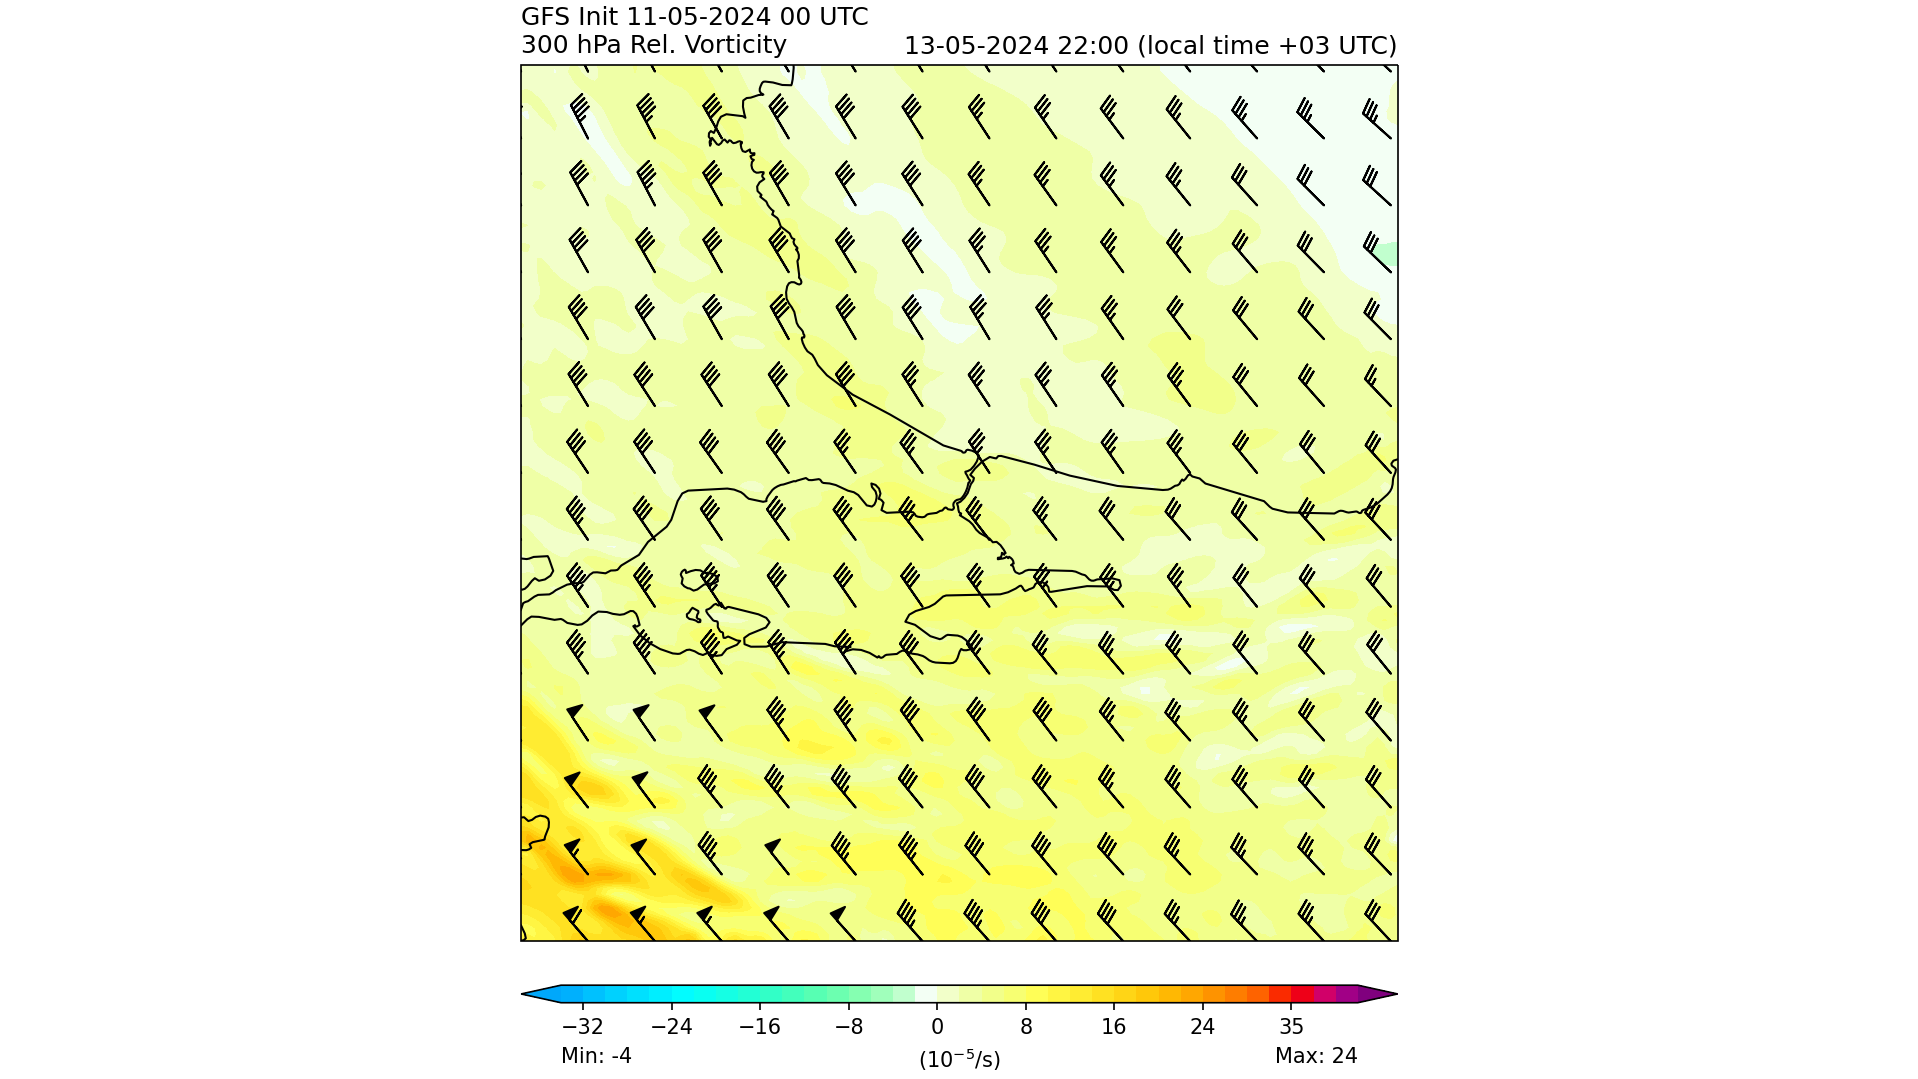 GFS Init 11-05-2024 00 UTC
300 hPa Rel. Vorticity
13-05-2024 22:00 (local time +03 UTC)
−32 −24 −16 −8 0 8 16 24 35
Min: -4
(10⁻⁵/s)
Max: 24